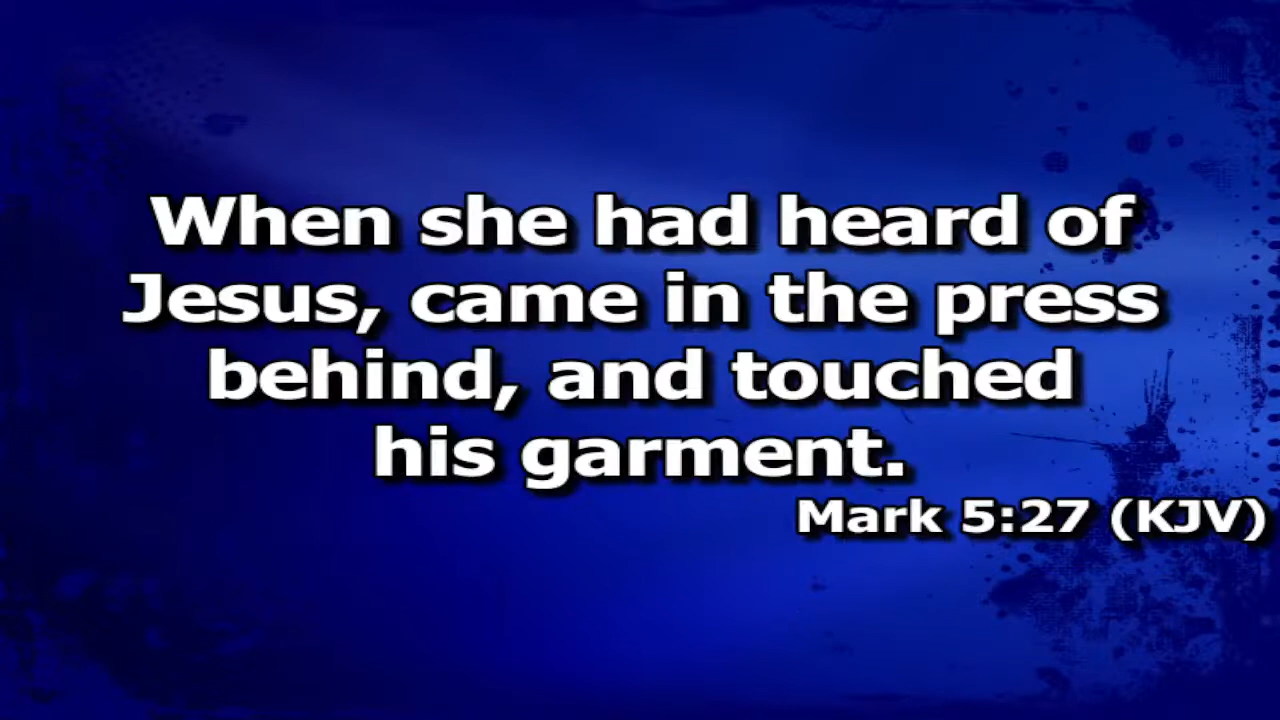 When she had heard of
Jesus, came in the press
behind, and touched
his garment.
Mark 5:27 (KJV)